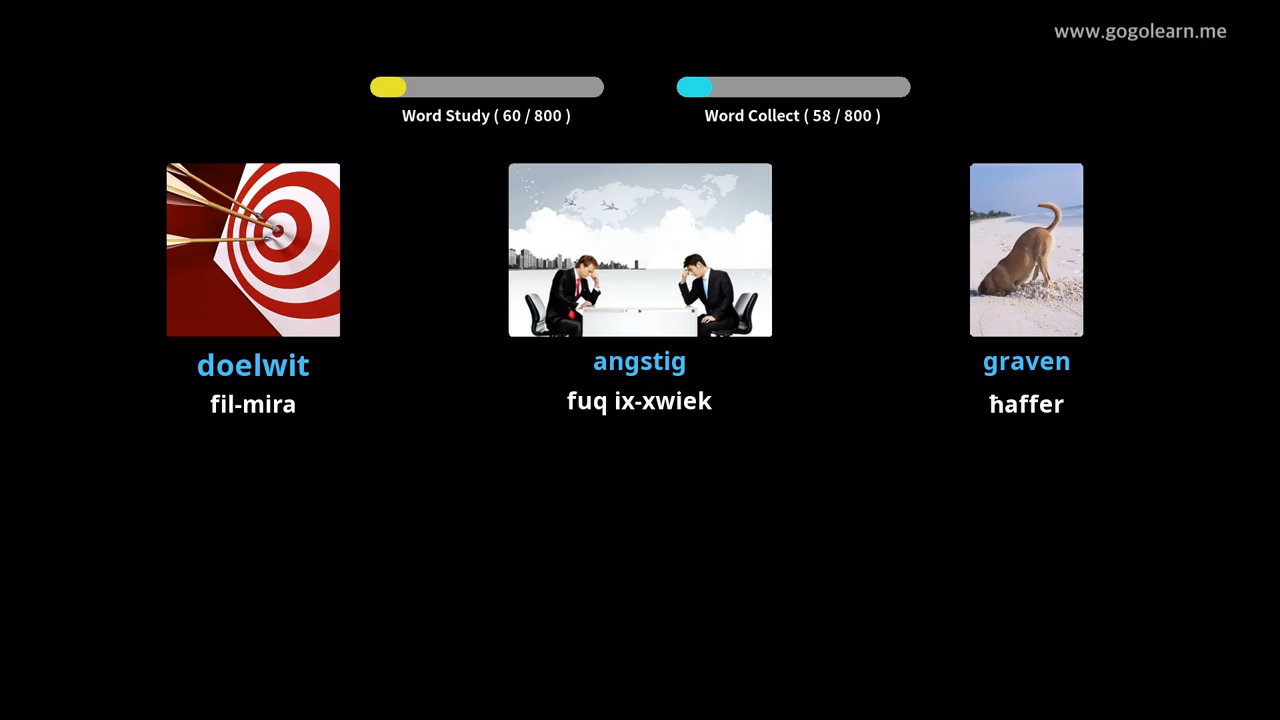 www.gogolearn.me
Word Study ( 60 / 800 )
Word Collect ( 58 / 800 )
doelwit
angstig
graven
fil-mira
fuq ix-xwiek
ħaffer